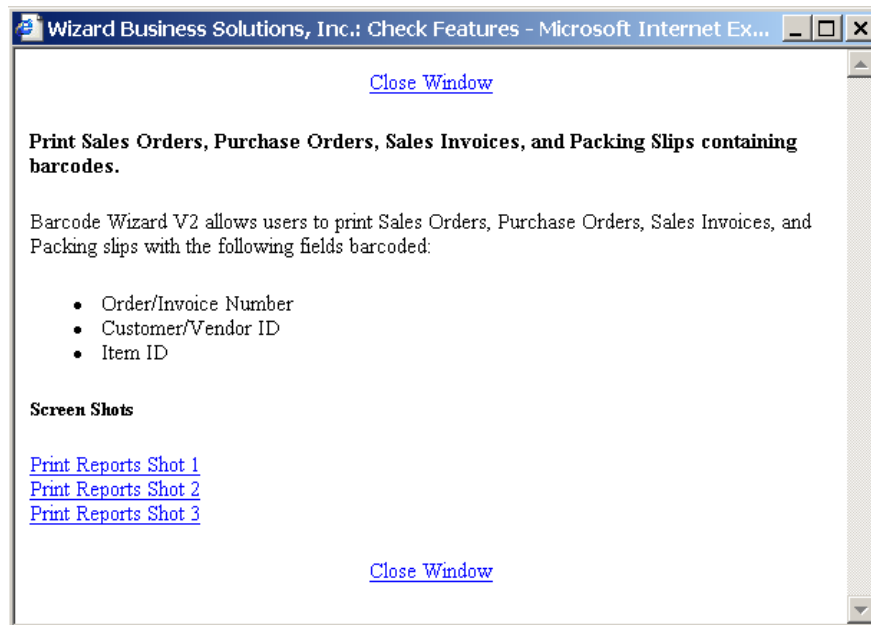 Wizard Business Solutions, Inc.: Check Features - Microsoft Internet Ex...
Close Window
Print Sales Orders, Purchase Orders, Sales Invoices, and Packing Slips containing
barcodes.
Barcode Wizard V2 allows users to print Sales Orders, Purchase Orders, Sales Invoices, and
Packing slips with the following fields barcoded:
• Order/Invoice Number
• Customer/Vendor ID
• Item ID
Screen Shots
Print Reports Shot 1
Print Reports Shot 2
Print Reports Shot 3
Close Window